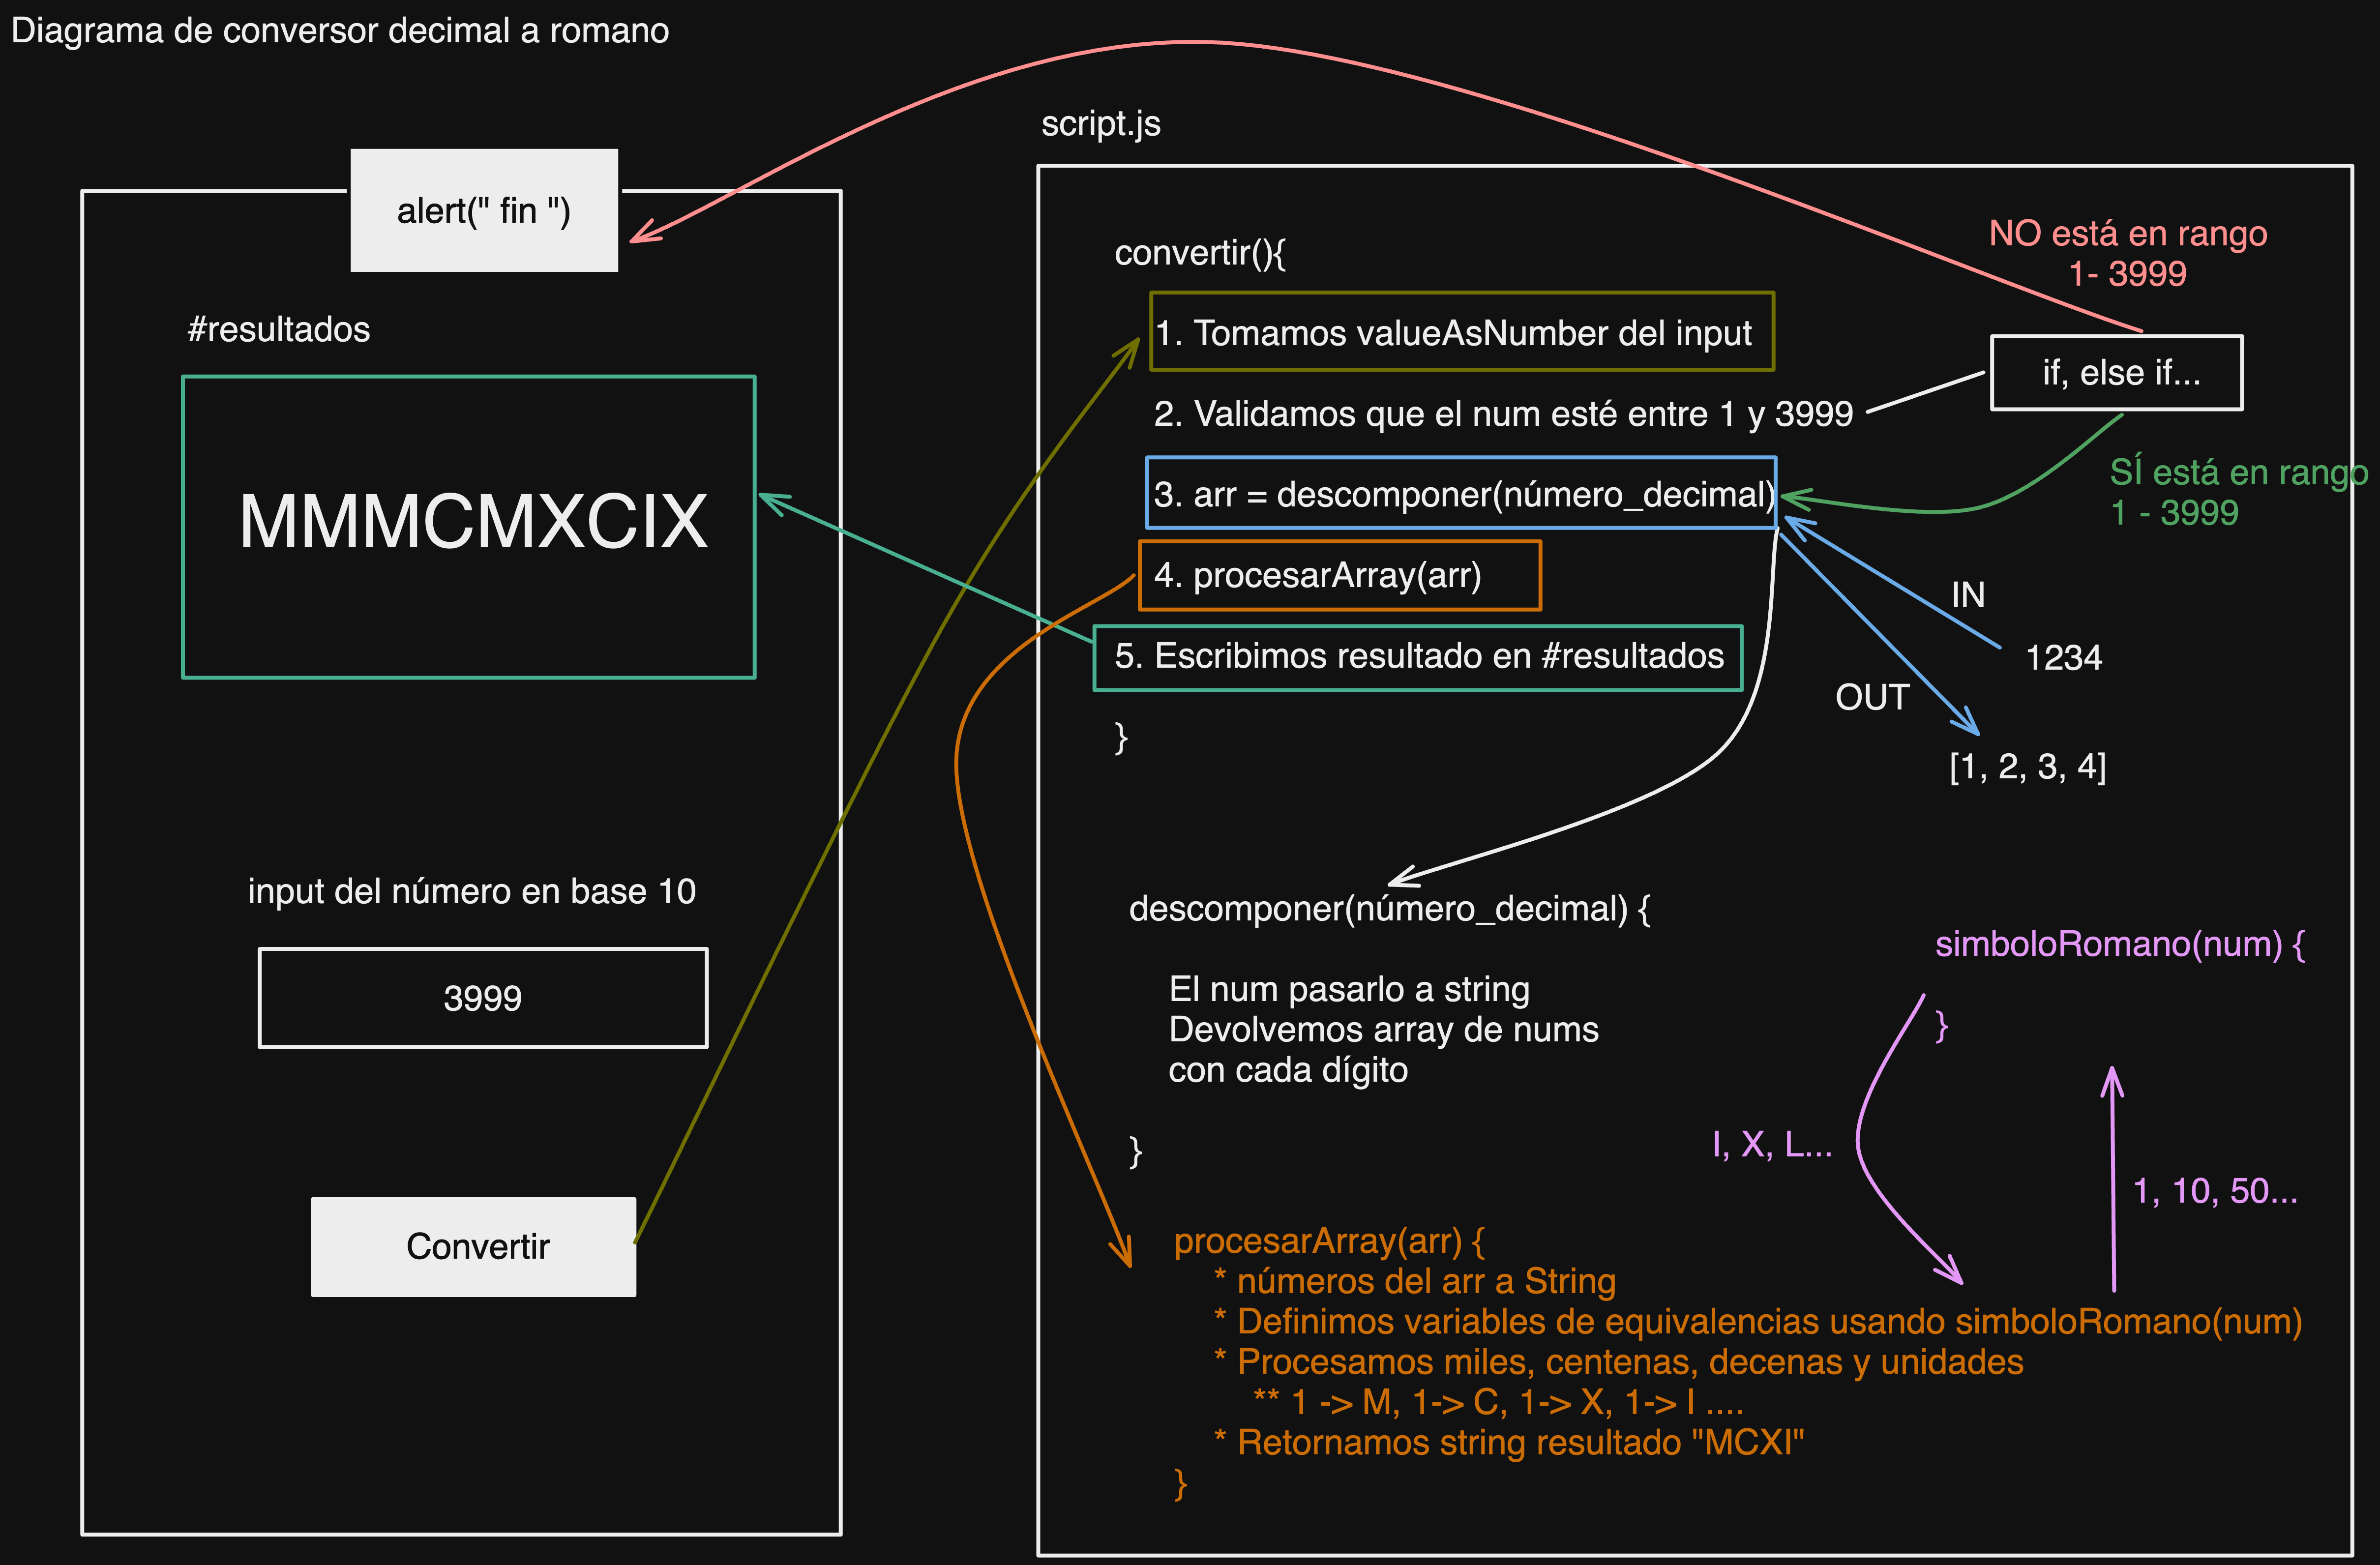 Diagrama de conversor decimal a romano
alert(" fin ")
#resultados
MMMCMXCIX
input del número en base 10
3999
Convertir
script.js
convertir(){
1. Tomamos valueAsNumber del input
2. Validamos que el num esté entre 1 y 3999
3. arr = descomponer(número_decimal)
4. procesarArray(arr)
5. Escribimos resultado en #resultados
}
NO está en rango
1- 3999
if, else if...
SÍ está en rango
1 - 3999
IN
1234
OUT
[1, 2, 3, 4]
descomponer(número_decimal) {
El num pasarlo a string
Devolvemos array de nums
con cada dígito
}
simboloRomano(num) {
}
I, X, L...
1, 10, 50...
procesarArray(arr) {
* números del arr a String
* Definimos variables de equivalencias usando simboloRomano(num)
* Procesamos miles, centenas, decenas y unidades
** 1 -> M, 1-> C, 1-> X, 1-> I ....
* Retornamos string resultado "MCXI"
}